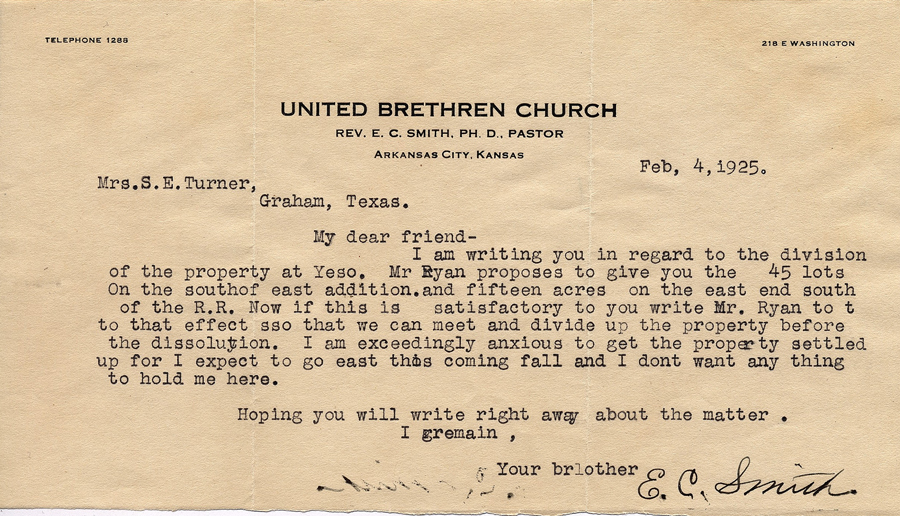 TELEPHONE 1288
218 E WASHINGTON
UNITED BRETHREN CHURCH
REV. E. C. SMITH, PH. D., PASTOR
ARKANSAS CITY, KANSAS
Feb, 4,1925.
Mrs.S.E.Turner,
Graham, Texas.
My dear friend-
I am writing you in regard to the division
of the property at Yeso. Mr Ryan proposes to give you the 45 lots
On the southof east addition.and fifteen acres on the east end south
of the R.R. Now if this is satisfactory to you write Mr. Ryan to t
to that effect sso that we can meet and divide up the property before
the dissolution. I am exceedingly anxious to get the property settled
up for I expect to go east this coming fall and I dont want any thing
to hold me here.
Hoping you will write right away about the matter .
I remain ,
Your brlother E. C. Smith.